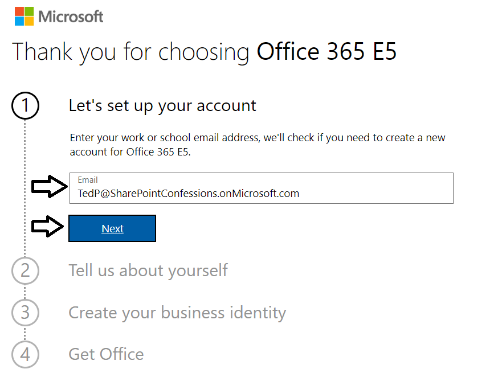 Microsoft
Thank you for choosing Office 365 E5
1 Let's set up your account
Enter your work or school email address, we'll check if you need to create a new
account for Office 365 E5.
Email
TedP@SharePointConfessions.onMicrosoft.com
Next
2 Tell us about yourself
3 Create your business identity
4 Get Office